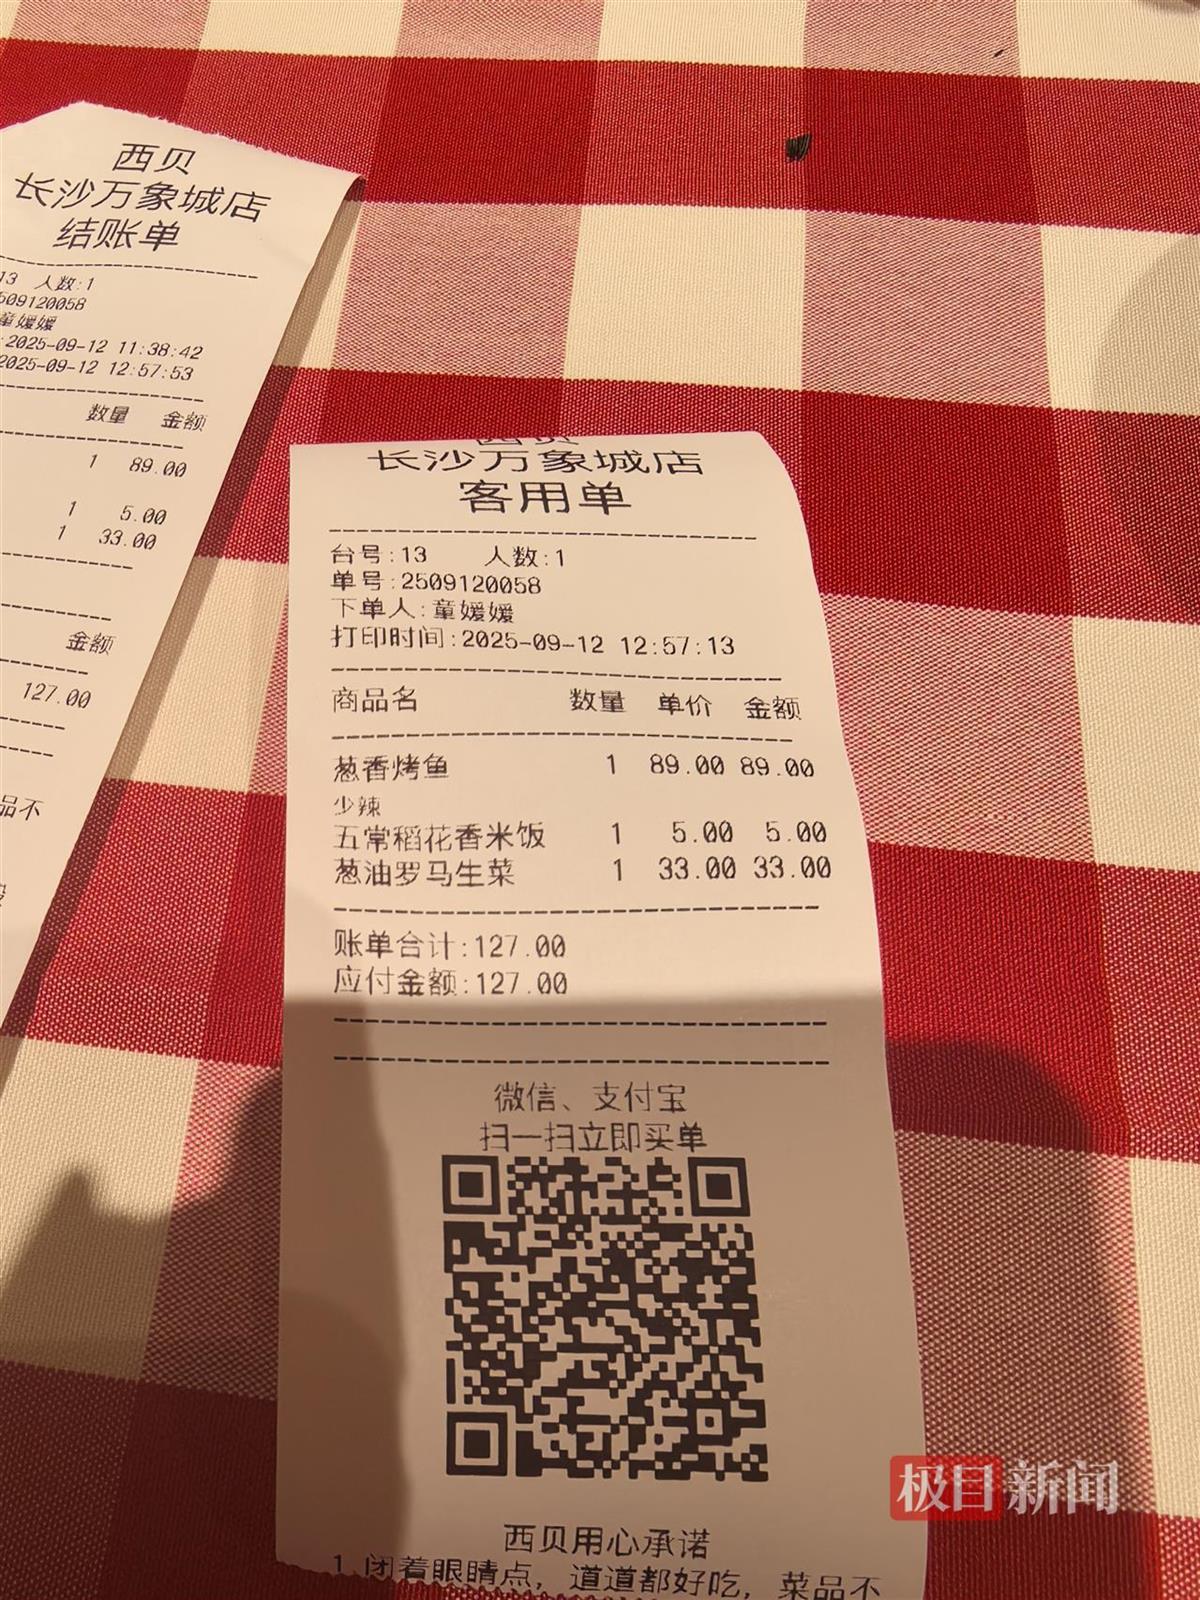 西贝
长沙万象城店
结账单
13 人数:1
509120058
童媛媛
:2025-09-12 11:38:42
2025-09-12 12:57:53
数量 金额
1 89.00
1 5.00
1 33.00
金额
127.00
品不
西贝
长沙万象城店
客用单
台号:13 人数:1
单号:2509120058
下单人:童媛媛
打印时间:2025-09-12 12:57:13
商品名 数量 单价 金额
葱香烤鱼 1 89.00 89.00
少辣
五常稻花香米饭 1 5.00 5.00
葱油罗马生菜 1 33.00 33.00
账单合计:127.00
应付金额:127.00
微信、支付宝
扫一扫立即买单
西贝用心承诺
1.闭着眼睛点，道道都好吃，菜品不
极目新闻